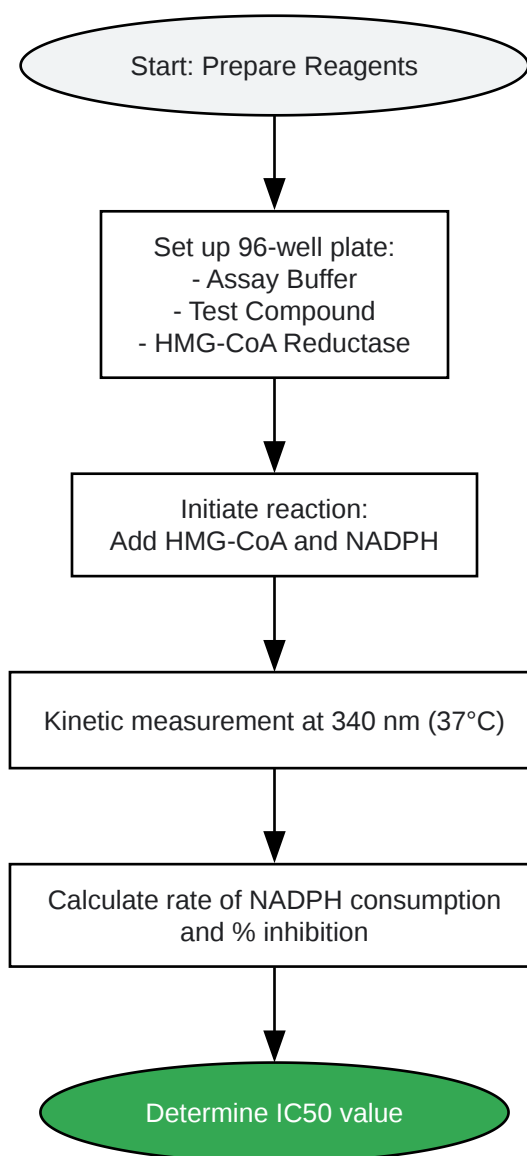 Start: Prepare Reagents
Set up 96-well plate:
- Assay Buffer
- Test Compound
- HMG-CoA Reductase
Initiate reaction:
Add HMG-CoA and NADPH
Kinetic measurement at 340 nm (37°C)
Calculate rate of NADPH consumption
and % inhibition
Determine IC50 value